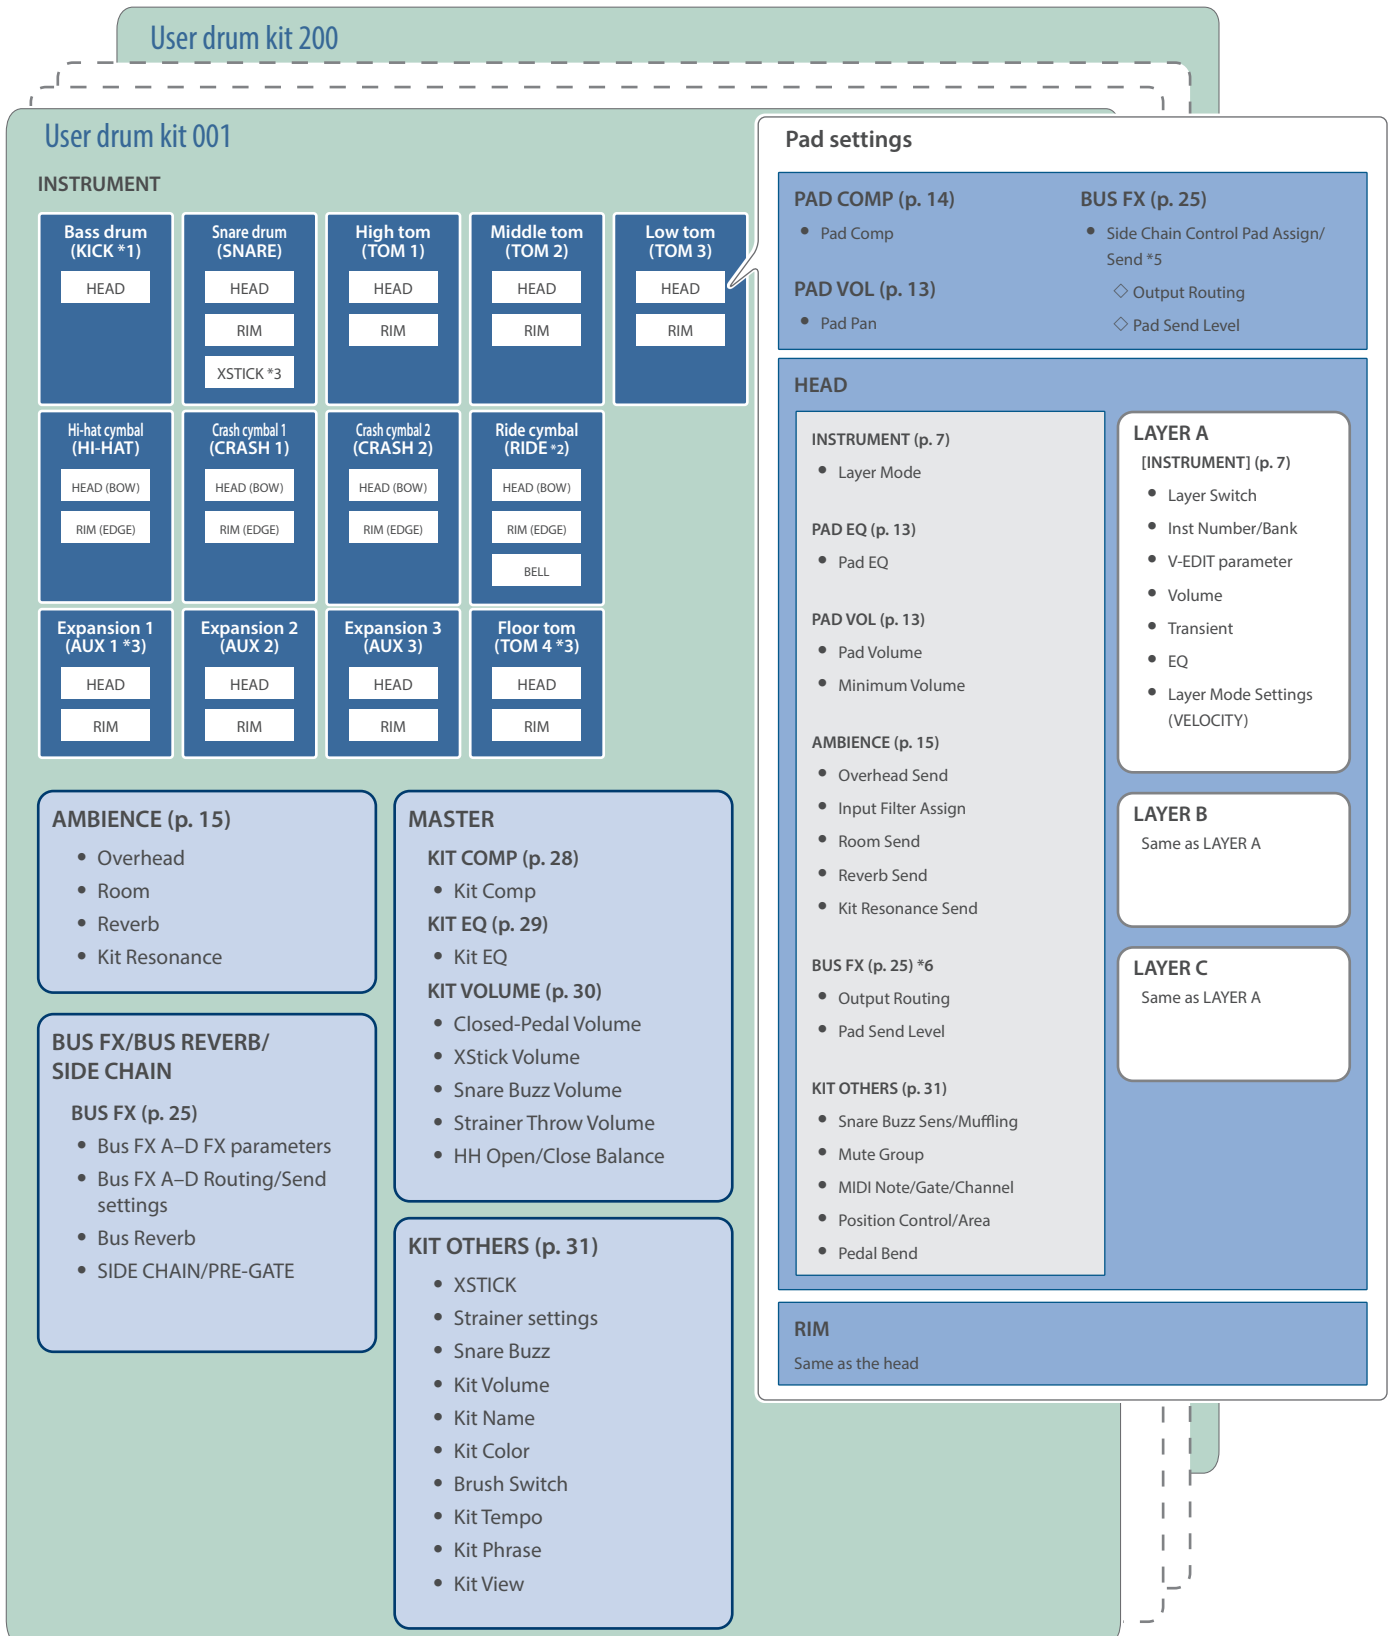 User drum kit 200
User drum kit 001
INSTRUMENT
Bass drum
(KICK *1)
HEAD
Snare drum
(SNARE)
HEAD
RIM
XSTICK *3
High tom
(TOM 1)
HEAD
RIM
Middle tom
(TOM 2)
HEAD
RIM
Low tom
(TOM 3)
HEAD
RIM
Hi-hat cymbal
(HI-HAT)
HEAD (BOW)
RIM (EDGE)
Crash cymbal 1
(CRASH 1)
HEAD (BOW)
RIM (EDGE)
Crash cymbal 2
(CRASH 2)
HEAD (BOW)
RIM (EDGE)
Ride cymbal
(RIDE *2)
HEAD (BOW)
RIM (EDGE)
BELL
Expansion 1
(AUX 1 *3)
HEAD
RIM
Expansion 2
(AUX 2)
HEAD
RIM
Expansion 3
(AUX 3)
HEAD
RIM
Floor tom
(TOM 4 *3)
HEAD
RIM
AMBIENCE (p. 15)
• Overhead
• Room
• Reverb
• Kit Resonance
BUS FX/BUS REVERB/
SIDE CHAIN
BUS FX (p. 25)
• Bus FX A–D FX parameters
• Bus FX A–D Routing/Send
settings
• Bus Reverb
• SIDE CHAIN/PRE-GATE
MASTER
KIT COMP (p. 28)
• Kit Comp
KIT EQ (p. 29)
• Kit EQ
KIT VOLUME (p. 30)
• Closed-Pedal Volume
• XStick Volume
• Snare Buzz Volume
• Strainer Throw Volume
• HH Open/Close Balance
KIT OTHERS (p. 31)
• XSTICK
• Strainer settings
• Snare Buzz
• Kit Volume
• Kit Name
• Kit Color
• Brush Switch
• Kit Tempo
• Kit Phrase
• Kit View
Pad settings
PAD COMP (p. 14)
• Pad Comp
PAD VOL (p. 13)
• Pad Pan
BUS FX (p. 25)
• Side Chain Control Pad Assign/
Send *5
◇ Output Routing
◇ Pad Send Level
HEAD
INSTRUMENT (p. 7)
• Layer Mode
PAD EQ (p. 13)
• Pad EQ
PAD VOL (p. 13)
• Pad Volume
• Minimum Volume
AMBIENCE (p. 15)
• Overhead Send
• Input Filter Assign
• Room Send
• Reverb Send
• Kit Resonance Send
BUS FX (p. 25) *6
• Output Routing
• Pad Send Level
KIT OTHERS (p. 31)
• Snare Buzz Sens/Muffling
• Mute Group
• MIDI Note/Gate/Channel
• Position Control/Area
• Pedal Bend
LAYER A
[INSTRUMENT] (p. 7)
• Layer Switch
• Inst Number/Bank
• V-EDIT parameter
• Volume
• Transient
• EQ
• Layer Mode Settings
(VELOCITY)
LAYER B
Same as LAYER A
LAYER C
Same as LAYER A
RIM
Same as the head